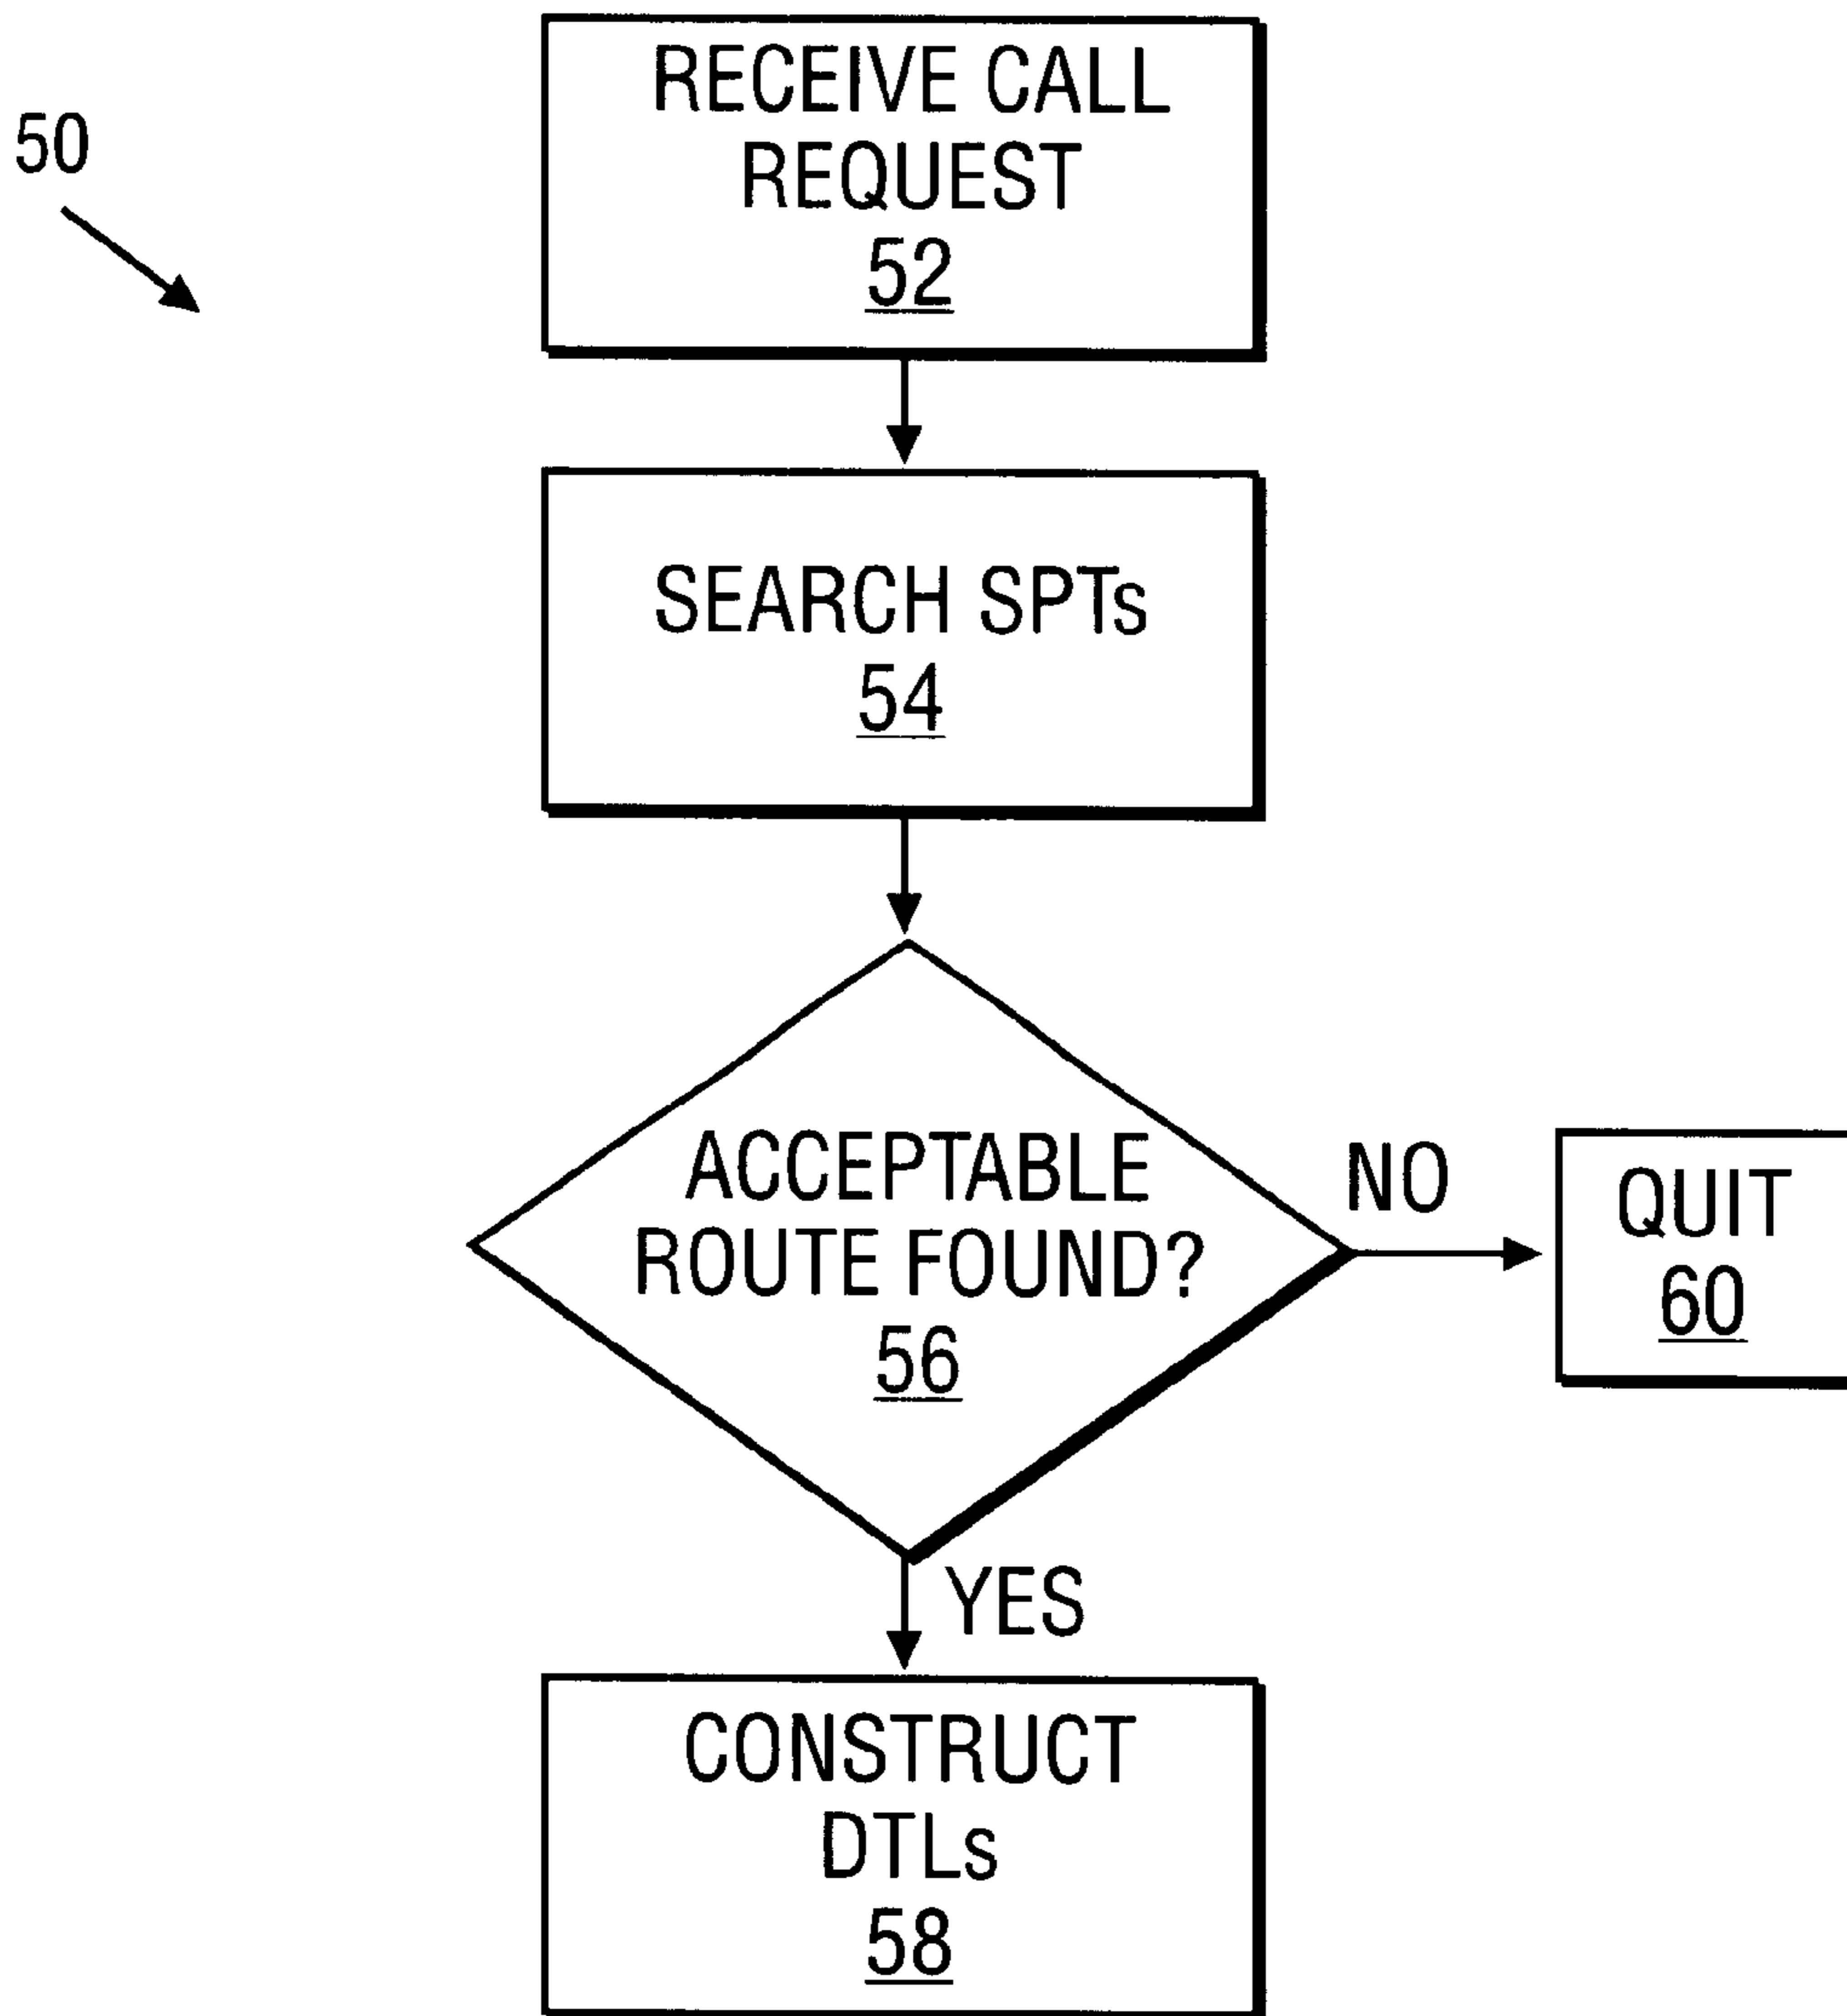 50
RECEIVE CALL
REQUEST
52
SEARCH SPTs
54
ACCEPTABLE
ROUTE FOUND?
56
NO
QUIT
60
YES
CONSTRUCT
DTLs
58